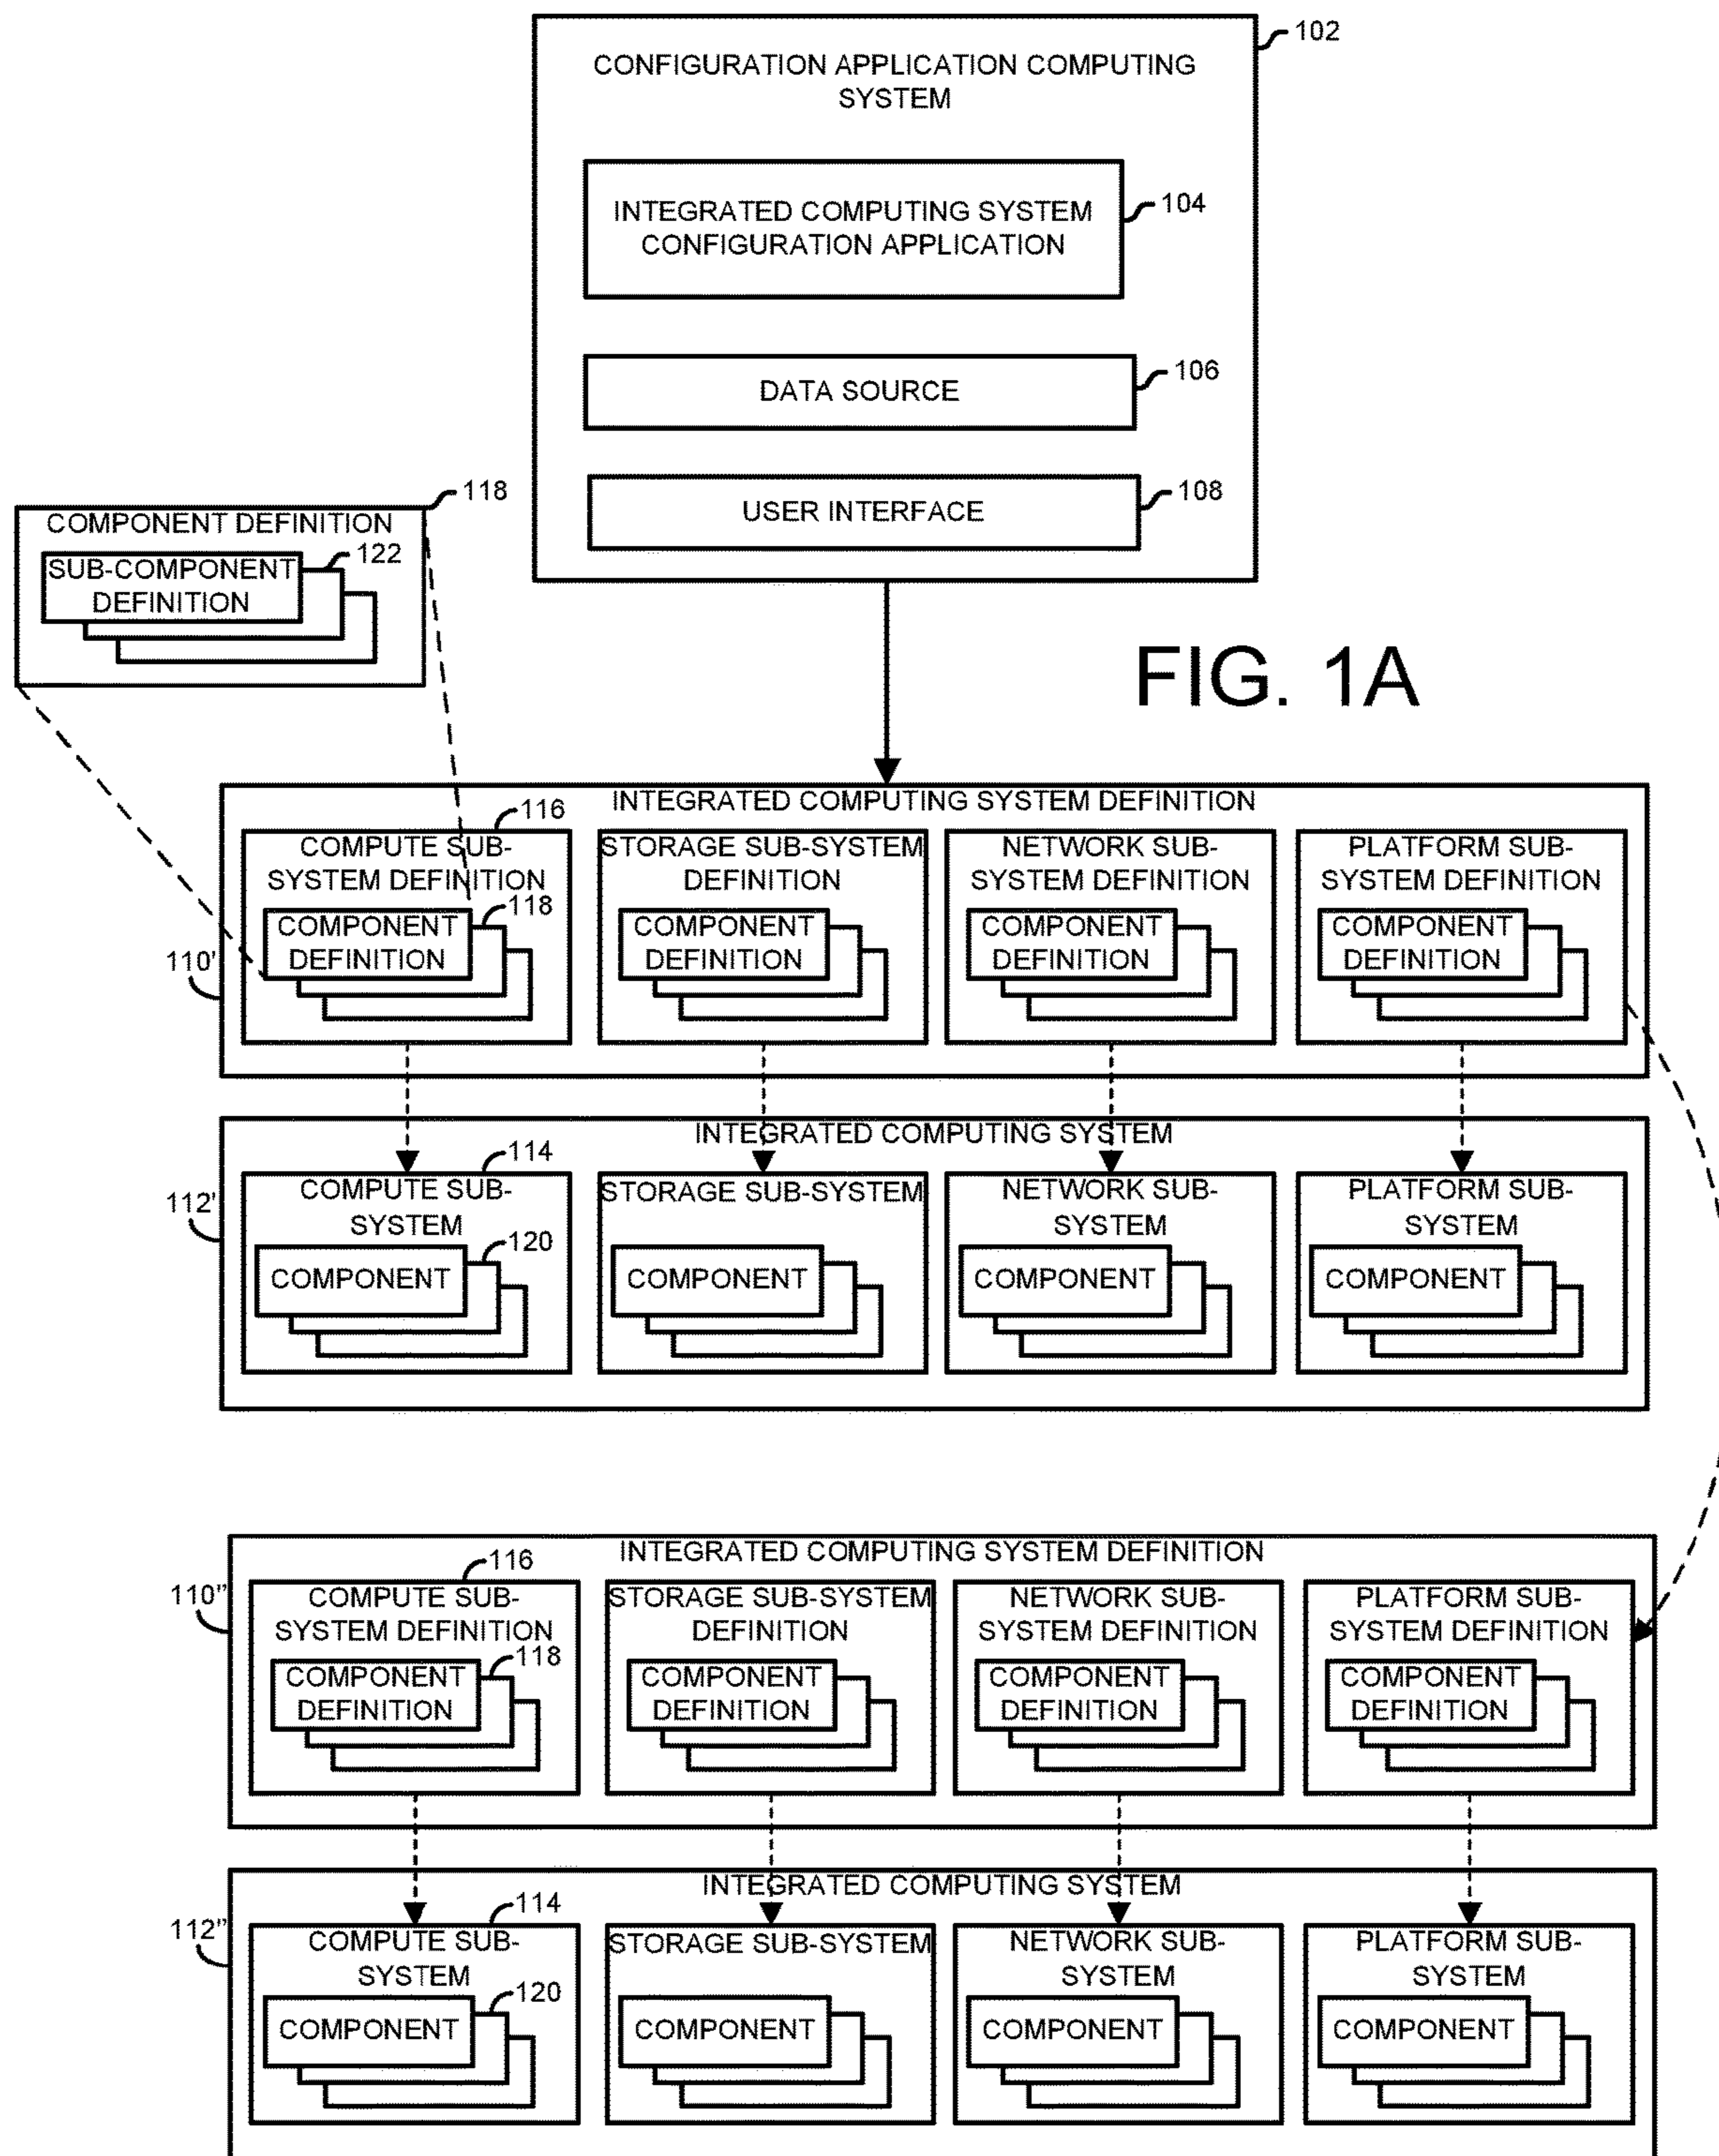 102
CONFIGURATION APPLICATION COMPUTING
SYSTEM
INTEGRATED COMPUTING SYSTEM
CONFIGURATION APPLICATION
104
DATA SOURCE
106
USER INTERFACE
108
118
COMPONENT DEFINITION
122
SUB-COMPONENT
DEFINITION
FIG. 1A
INTEGRATED COMPUTING SYSTEM DEFINITION
110'
116
COMPUTE SUB-
SYSTEM DEFINITION
118
COMPONENT
DEFINITION
STORAGE SUB-SYSTEM
DEFINITION
COMPONENT
DEFINITION
NETWORK SUB-
SYSTEM DEFINITION
COMPONENT
DEFINITION
PLATFORM SUB-
SYSTEM DEFINITION
COMPONENT
DEFINITION
INTEGRATED COMPUTING SYSTEM
112'
114
COMPUTE SUB-
SYSTEM
120
COMPONENT
STORAGE SUB-SYSTEM
COMPONENT
NETWORK SUB-
SYSTEM
COMPONENT
PLATFORM SUB-
SYSTEM
COMPONENT
INTEGRATED COMPUTING SYSTEM DEFINITION
110"
116
COMPUTE SUB-
SYSTEM DEFINITION
118
COMPONENT
DEFINITION
STORAGE SUB-SYSTEM
DEFINITION
COMPONENT
DEFINITION
NETWORK SUB-
SYSTEM DEFINITION
COMPONENT
DEFINITION
PLATFORM SUB-
SYSTEM DEFINITION
COMPONENT
DEFINITION
INTEGRATED COMPUTING SYSTEM
112"
114
COMPUTE SUB-
SYSTEM
120
COMPONENT
STORAGE SUB-SYSTEM
COMPONENT
NETWORK SUB-
SYSTEM
COMPONENT
PLATFORM SUB-
SYSTEM
COMPONENT